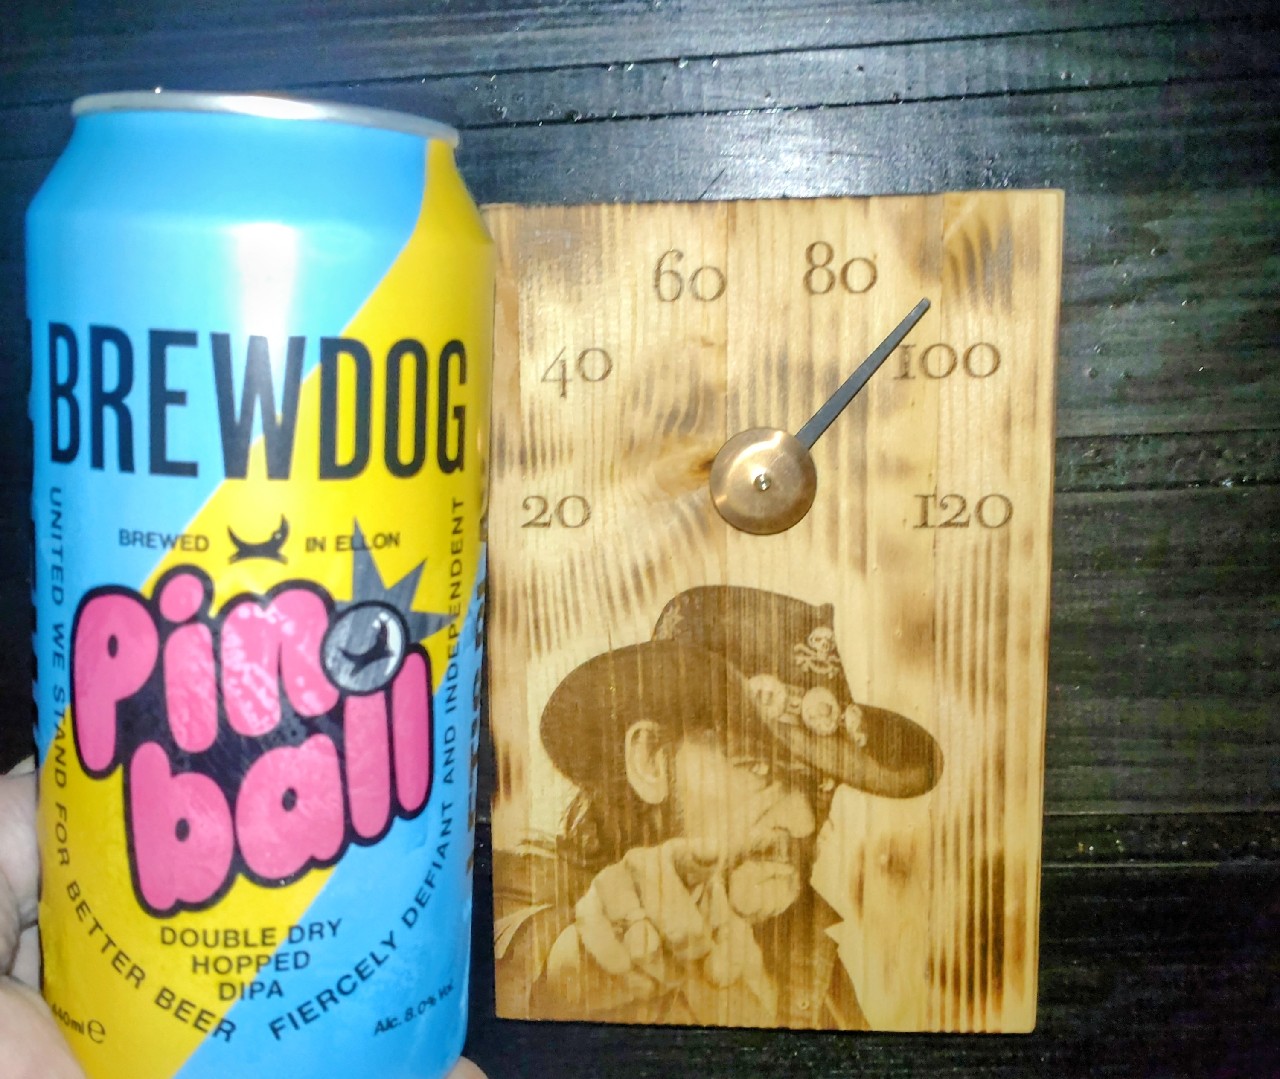 BREWDOG
BREWED IN ELLON
pin
ball
DOUBLE DRY
HOPPED
DIPA
UNITED WE STAND FOR BETTER BEER
FIERCELY DEFIANT AND INDEPENDENT
440ml e
Alc. 8.0% Vol.
20
40
60
80
100
120